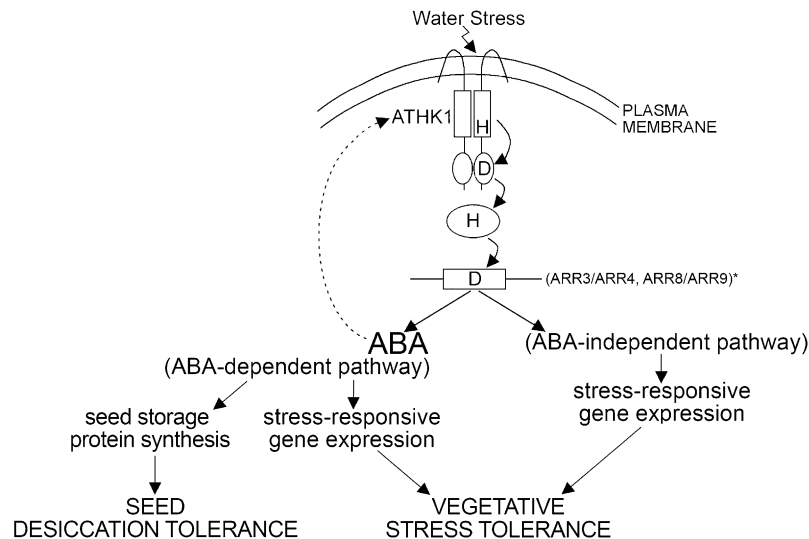 Water Stress
PLASMA
MEMBRANE
ATHK1
H
D
H
D
(ARR3/ARR4, ARR8/ARR9)*
ABA
(ABA-dependent pathway)
(ABA-independent pathway)
stress-responsive
gene expression
seed storage
protein synthesis
stress-responsive
gene expression
SEED
DESICCATION TOLERANCE
VEGETATIVE
STRESS TOLERANCE